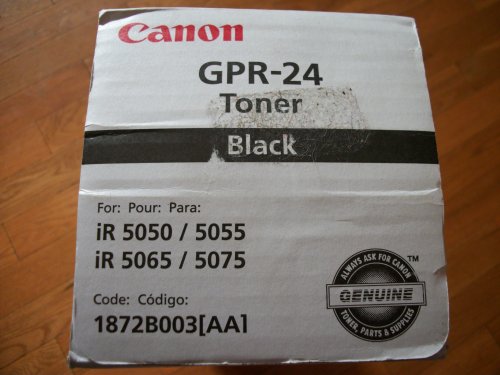 Canon
GPR-24
Toner
Black
For: Pour: Para:
iR 5050 / 5055
iR 5065 / 5075
Code: Código:
1872B003[AA]
ALWAYS ASK FOR CANON
GENUINE
TONER, PARTS & SUPPLIES
™